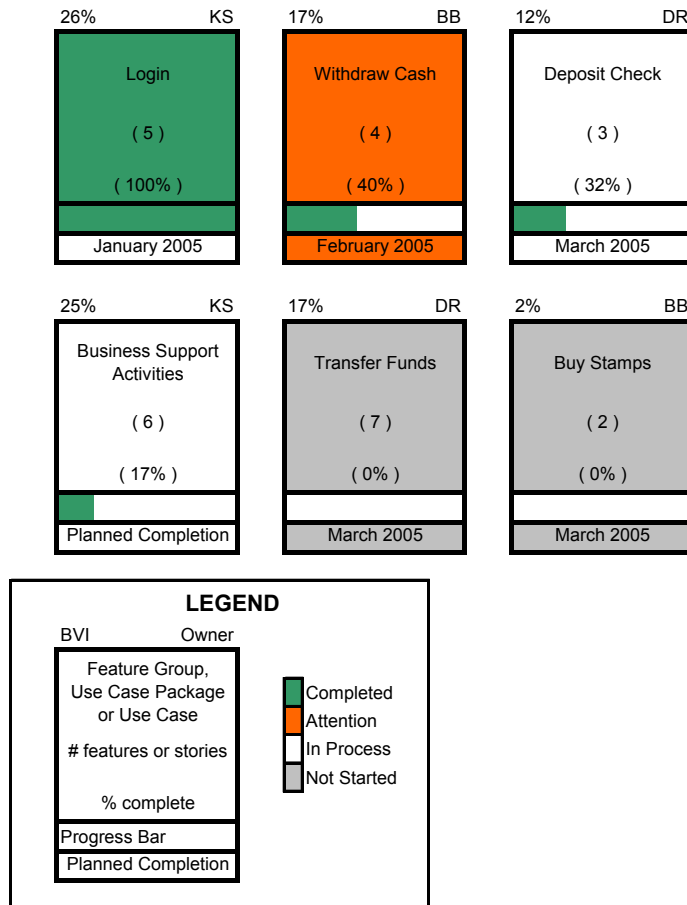 26% KS
Login
( 5 )
( 100% )
January 2005
17% BB
Withdraw Cash
( 4 )
( 40% )
February 2005
12% DR
Deposit Check
( 3 )
( 32% )
March 2005
25% KS
Business Support
Activities
( 6 )
( 17% )
Planned Completion
17% DR
Transfer Funds
( 7 )
( 0% )
March 2005
2% BB
Buy Stamps
( 2 )
( 0% )
March 2005
LEGEND
BVI Owner
Feature Group,
Use Case Package
or Use Case
# features or stories
% complete
Progress Bar
Planned Completion
Completed
Attention
In Process
Not Started